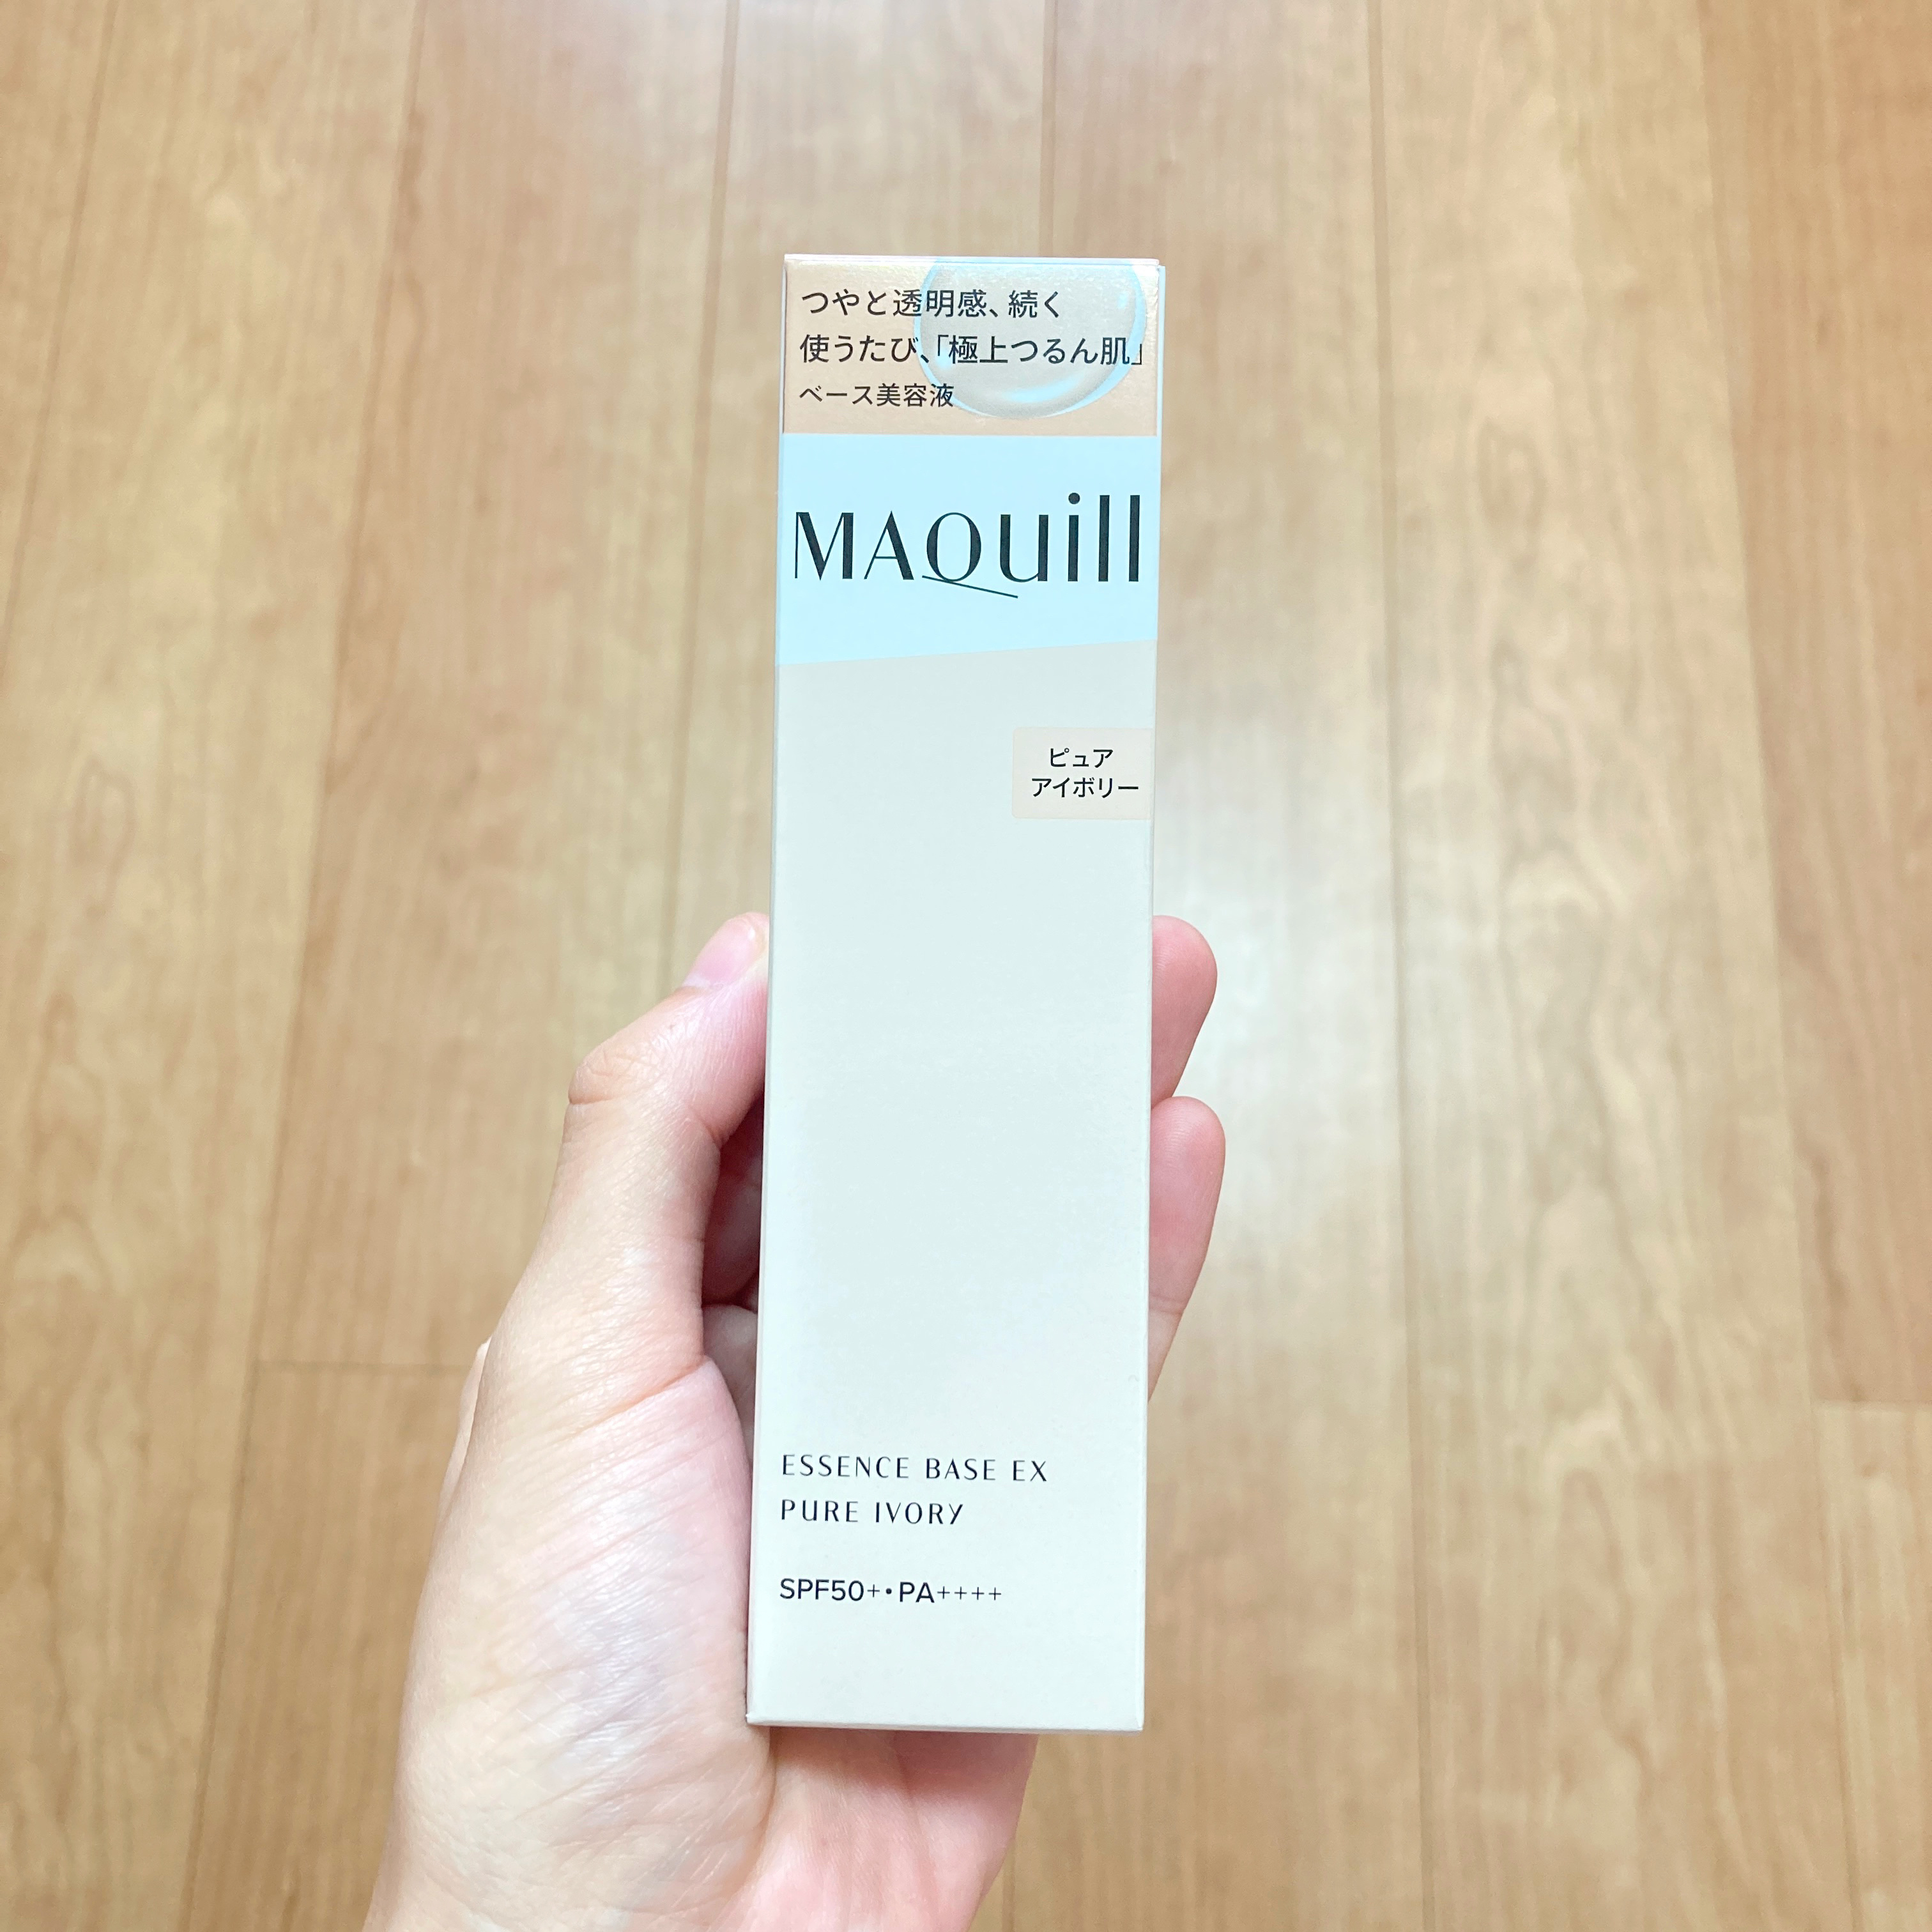 つやと透明感、続く
使うたび、「極上つるん肌」
ベース美容液
MAQuill
ピュア
アイボリー
ESSENCE BASE EX
PURE IVORY
SPF50+・PA++++